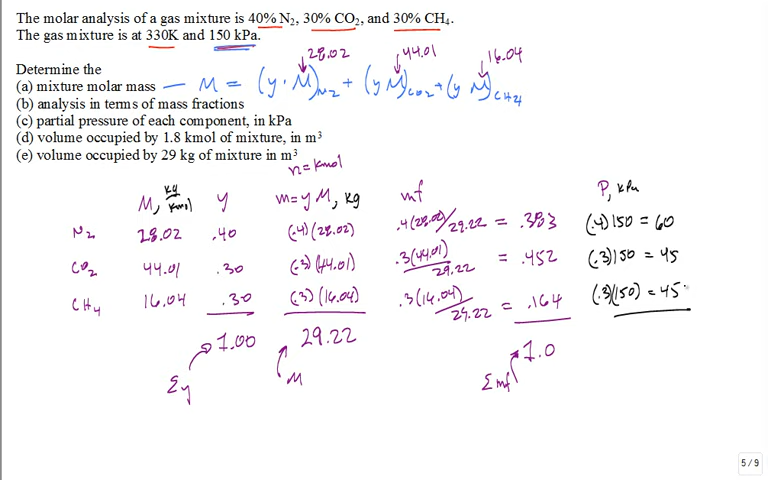 The molar analysis of a gas mixture is 40% N₂, 30% CO₂, and 30% CH₄.
The gas mixture is at 330K and 150 kPa.
28.02 44.01 16.04
Determine the
(a) mixture molar mass — M = (y·M)N2 + (y M)CO2 + (y M)CH4
(b) analysis in terms of mass fractions
(c) partial pressure of each component, in kPa
(d) volume occupied by 1.8 kmol of mixture, in m³
(e) volume occupied by 29 kg of mixture in m³
n=kmol
M, kg/kmol y m=yM, kg mf P, kPa
N₂ 28.02 .40 (.4)(28.02) .4(28.02)/29.22 = .383 (.4)150 = 60
CO₂ 44.01 .30 (.3)(44.01) .3(44.01)/29.22 = .452 (.3)150 = 45
CH₄ 16.04 .30 (.3)(16.04) .3(16.04)/29.22 = .164 (.3)(150) = 45
1.00 29.22 1.0
Σy M Σmf
5 / 9